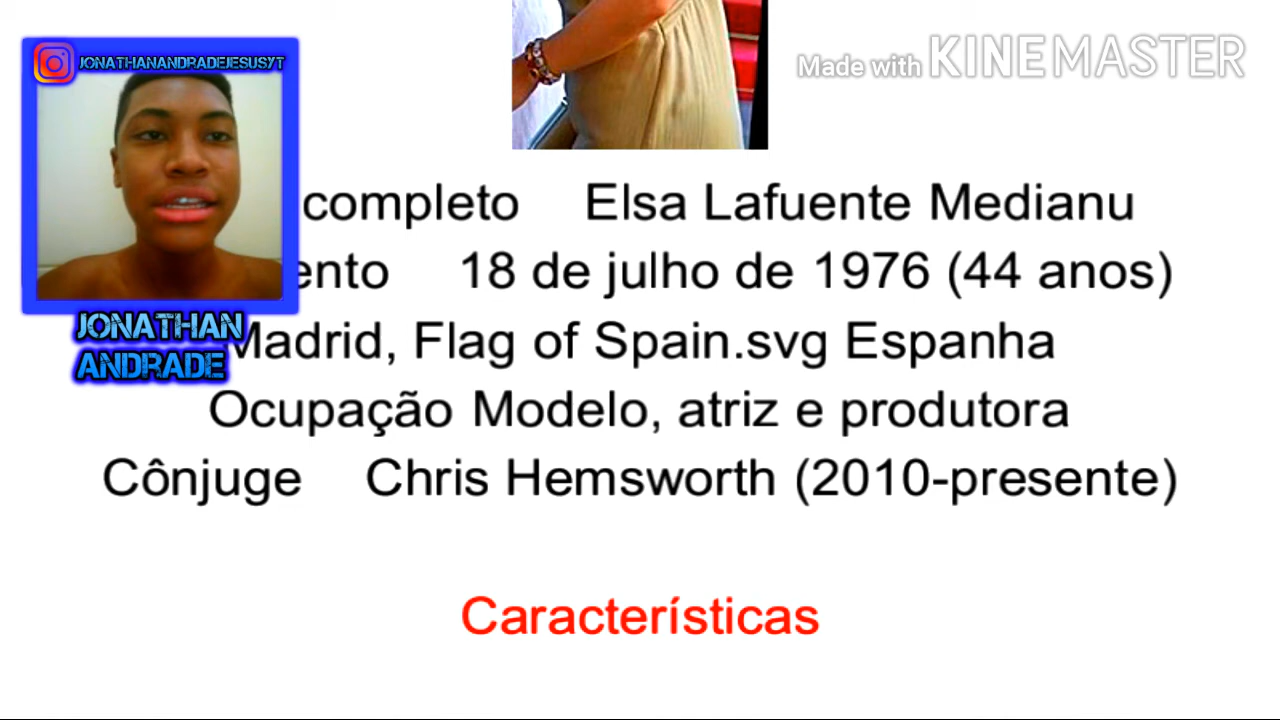 JONATHANANDRADEJESUSYT
Made with KINEMASTER
completo Elsa Lafuente Medianu
ento 18 de julho de 1976 (44 anos)
JONATHAN
ANDRADE
Madrid, Flag of Spain.svg Espanha
Ocupação Modelo, atriz e produtora
Cônjuge Chris Hemsworth (2010-presente)
Características